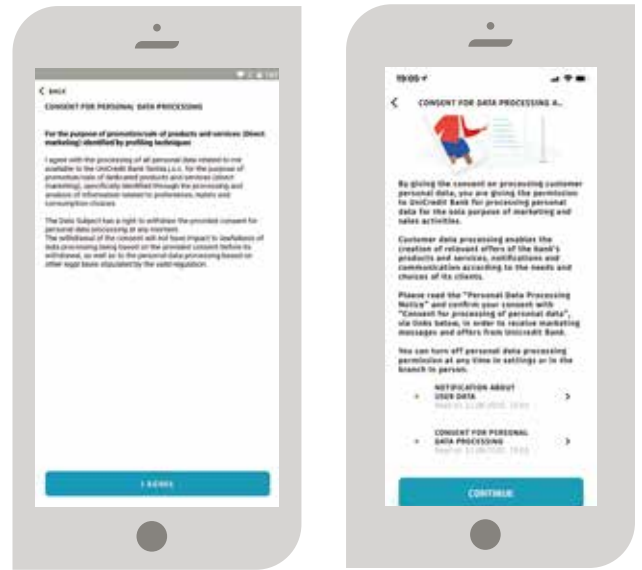 BACK
CONSENT FOR PERSONAL DATA PROCESSING
For the purpose of promotion/sale of products and services (Direct
marketing) identified by profiling techniques
I agree with the processing of all personal data related to me
available to the UniCredit Bank Serbia j.s.c. for the purpose of
promotion/sale of dedicated products and services (direct
marketing), specifically identified through the processing and
analysis of information related to preferences, habits and
consumption choices.
The Data Subject has a right to withdraw the provided consent for
personal data processing at any moment.
The withdrawal of the consent will not have impact to lawfulness of
data processing being based on the provided consent before its
withdrawal, as well as to the personal data processing based on
other legal bases stipulated by the valid regulation.
I AGREE
19:05
CONSENT FOR DATA PROCESSING A...
By giving the consent on processing customer
personal data, you are giving the permission
to UniCredit Bank for processing personal
data for the sole purpose of marketing and
sales activities.
Customer data processing enables the
creation of relevant offers of the bank's
products and services, notifications and
communication according to the needs and
choices of its clients.
Please read the "Personal Data Processing
Notice" and confirm your consent with
"Consent for processing of personal data",
via links below, in order to receive marketing
messages and offers from Unicredit Bank.
You can turn off personal data processing
permission at any time in settings or in the
branch in person.
NOTIFICATION ABOUT
USER DATA
CONSENT FOR PERSONAL
DATA PROCESSING
CONTINUE